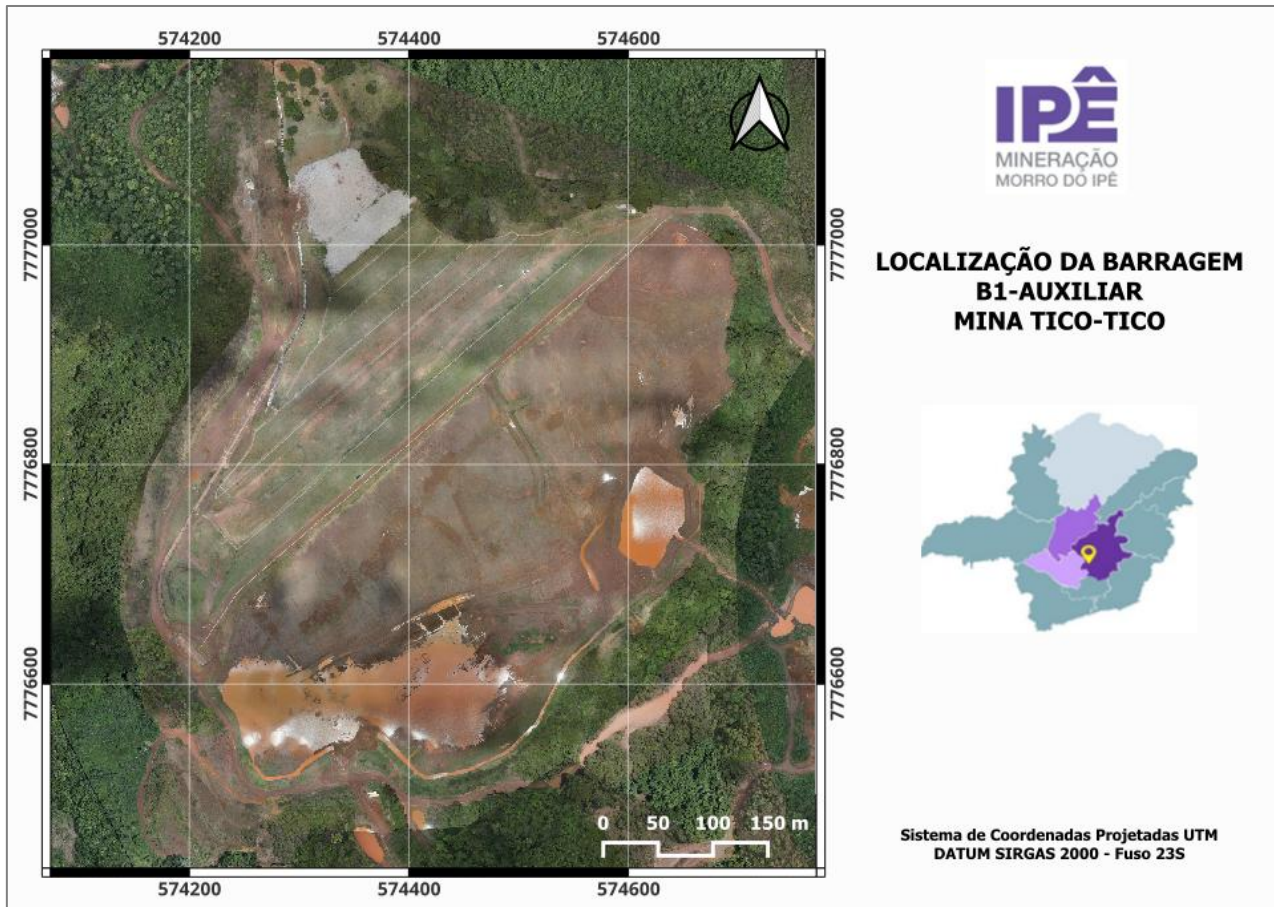 574200 574400 574600
7777000 7777000
7776800 7776800
7776600 7776600
0 50 100 150 m
574200 574400 574600
IPÊ
MINERAÇÃO
MORRO DO IPÊ
LOCALIZAÇÃO DA BARRAGEM
B1-AUXILIAR
MINA TICO-TICO
Sistema de Coordenadas Projetadas UTM
DATUM SIRGAS 2000 - Fuso 23S